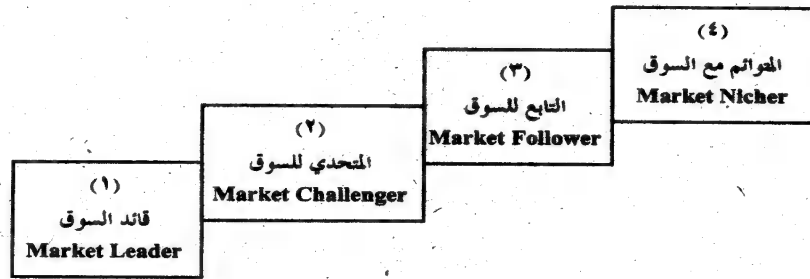 (٤)
المتوائم مع السوق
Market Nicher
(٣)
التابع للسوق
Market Follower
(٢)
المتحدي للسوق
Market Challenger
(١)
قائد السوق
Market Leader